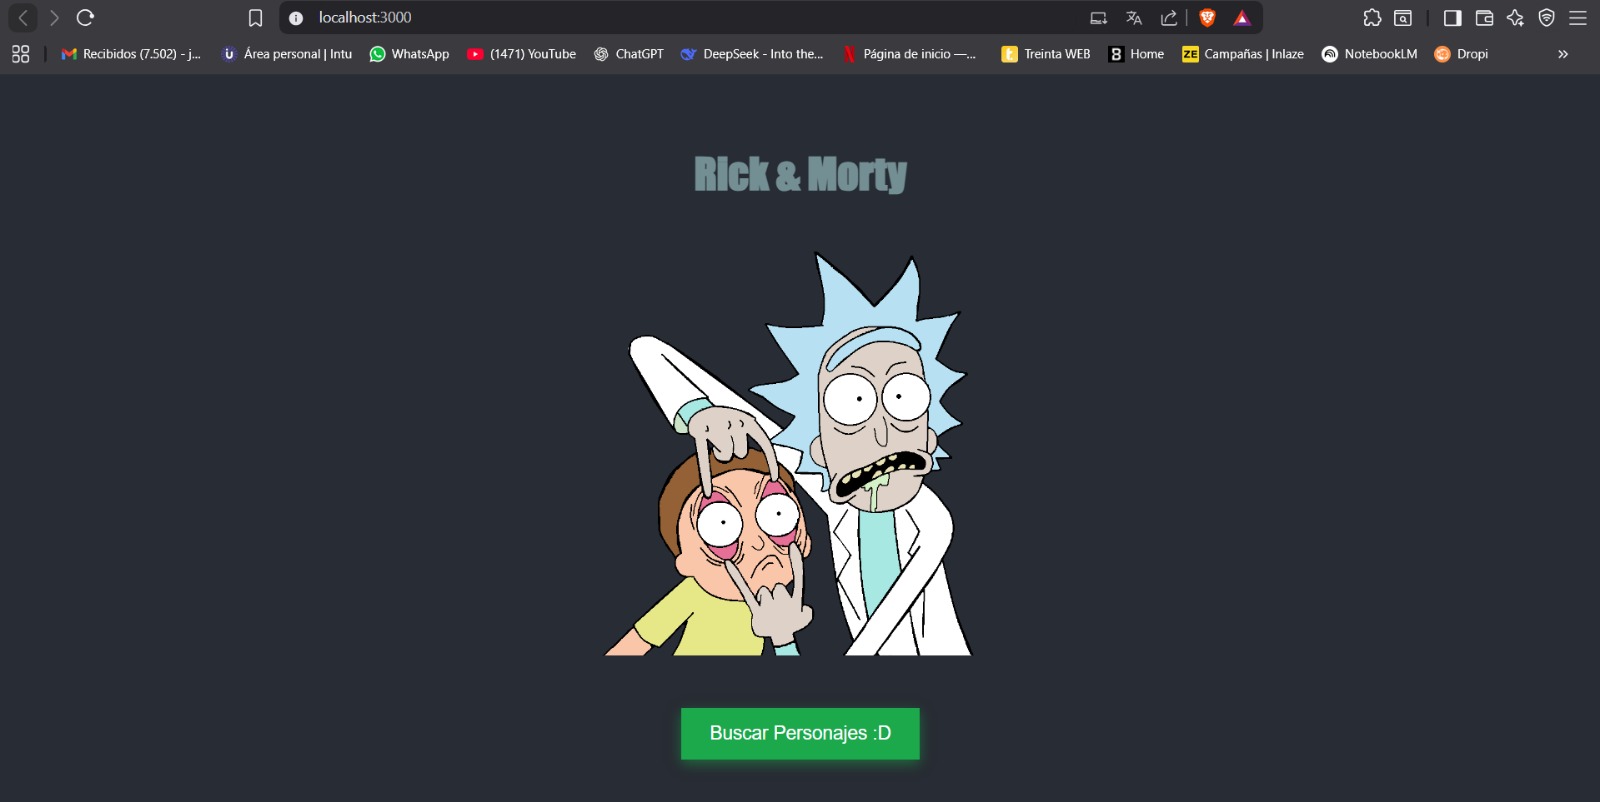 localhost:3000
Recibidos (7.502) - j... Área personal | Intu WhatsApp (1471) YouTube ChatGPT DeepSeek - Into the... Página de inicio —... Treinta WEB Home Campañas | Inlaze NotebookLM Dropi »
Rick & Morty
Buscar Personajes :D